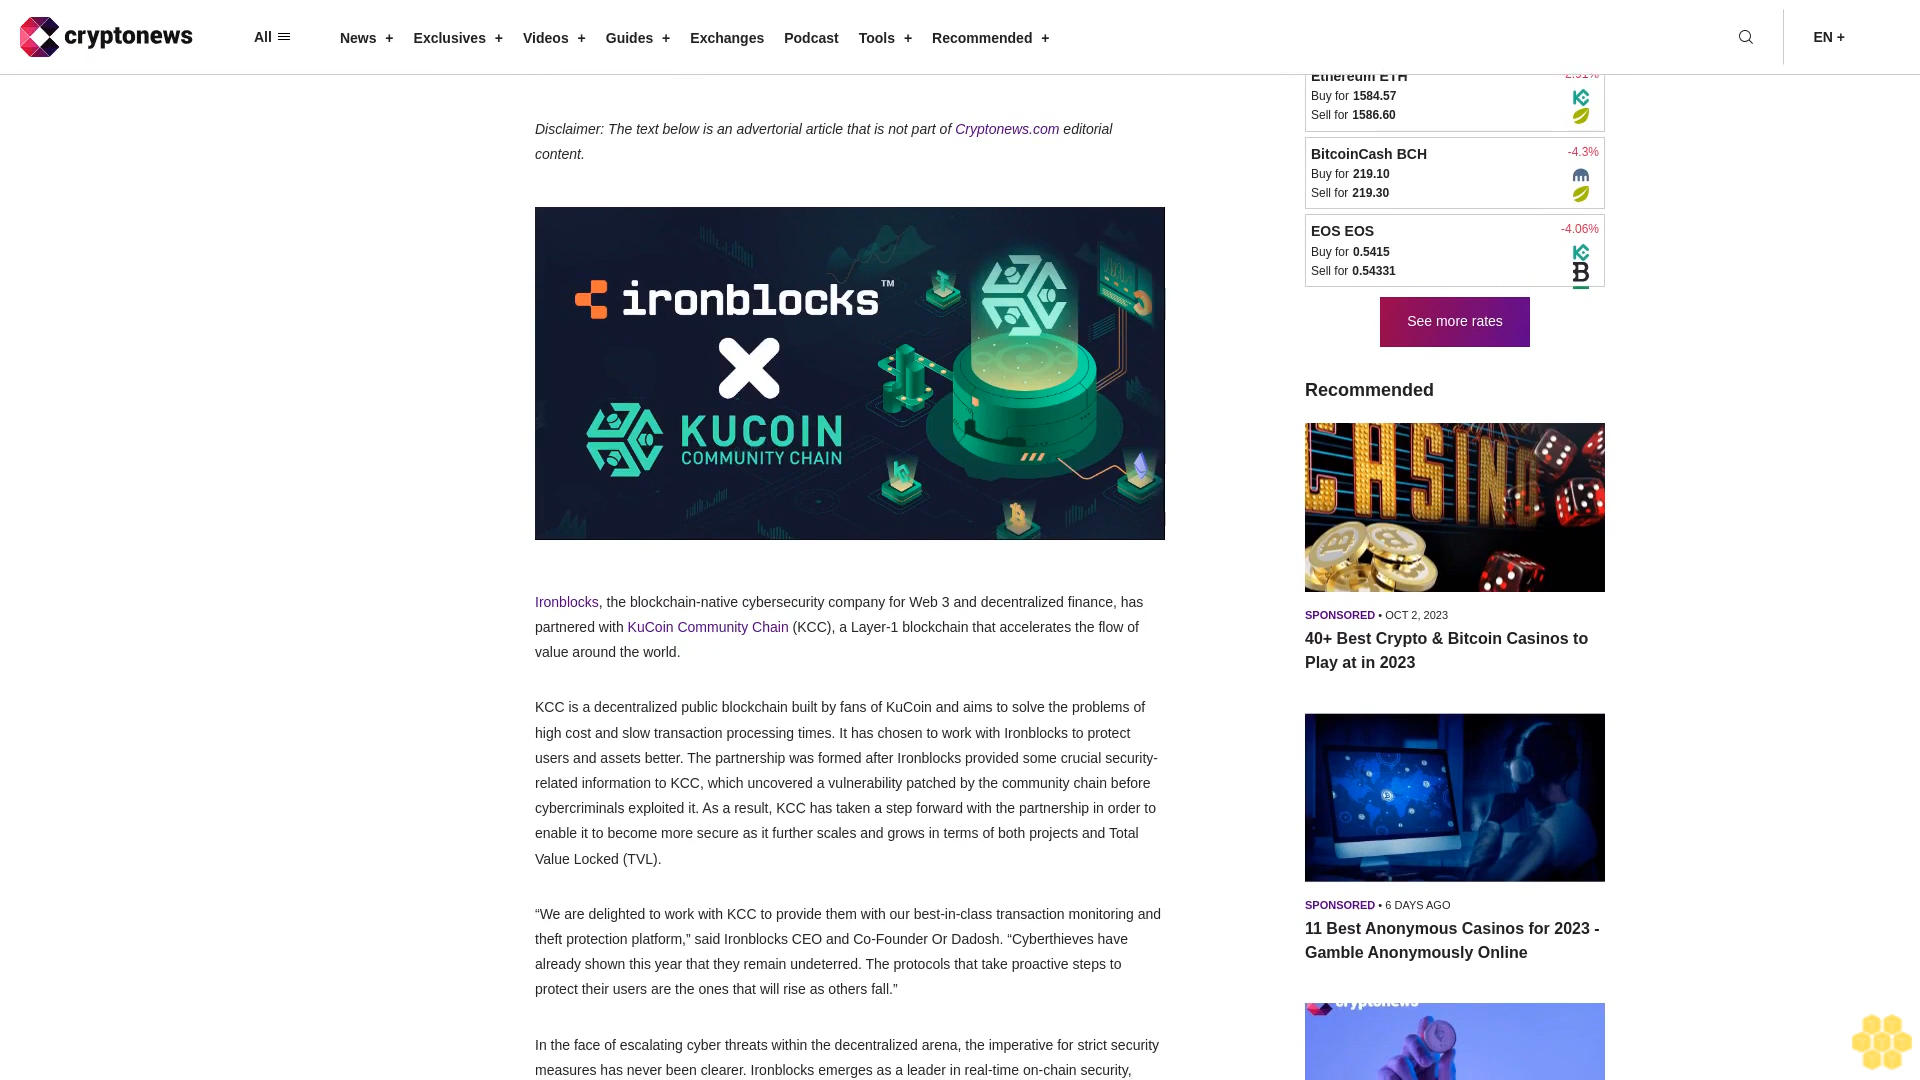 cryptonews
All
News +
Exclusives +
Videos +
Guides +
Exchanges
Podcast
Tools +
Recommended +
EN +
Disclaimer: The text below is an advertorial article that is not part of Cryptonews.com editorial
content.
ironblocks™
KUCOIN
COMMUNITY CHAIN
Ironblocks, the blockchain-native cybersecurity company for Web 3 and decentralized finance, has
partnered with KuCoin Community Chain (KCC), a Layer-1 blockchain that accelerates the flow of
value around the world.
KCC is a decentralized public blockchain built by fans of KuCoin and aims to solve the problems of
high cost and slow transaction processing times. It has chosen to work with Ironblocks to protect
users and assets better. The partnership was formed after Ironblocks provided some crucial security-
related information to KCC, which uncovered a vulnerability patched by the community chain before
cybercriminals exploited it. As a result, KCC has taken a step forward with the partnership in order to
enable it to become more secure as it further scales and grows in terms of both projects and Total
Value Locked (TVL).
“We are delighted to work with KCC to provide them with our best-in-class transaction monitoring and
theft protection platform,” said Ironblocks CEO and Co-Founder Or Dadosh. “Cyberthieves have
already shown this year that they remain undeterred. The protocols that take proactive steps to
protect their users are the ones that will rise as others fall.”
In the face of escalating cyber threats within the decentralized arena, the imperative for strict security
measures has never been clearer. Ironblocks emerges as a leader in real-time on-chain security,
Ethereum ETH
-2.91%
Buy for 1584.57
Sell for 1586.60
BitcoinCash BCH
-4.3%
Buy for 219.10
Sell for 219.30
EOS EOS
-4.06%
Buy for 0.5415
Sell for 0.54331
See more rates
Recommended
CASINO
SPONSORED • OCT 2, 2023
40+ Best Crypto & Bitcoin Casinos to
Play at in 2023
SPONSORED • 6 DAYS AGO
11 Best Anonymous Casinos for 2023 -
Gamble Anonymously Online
cryptonews